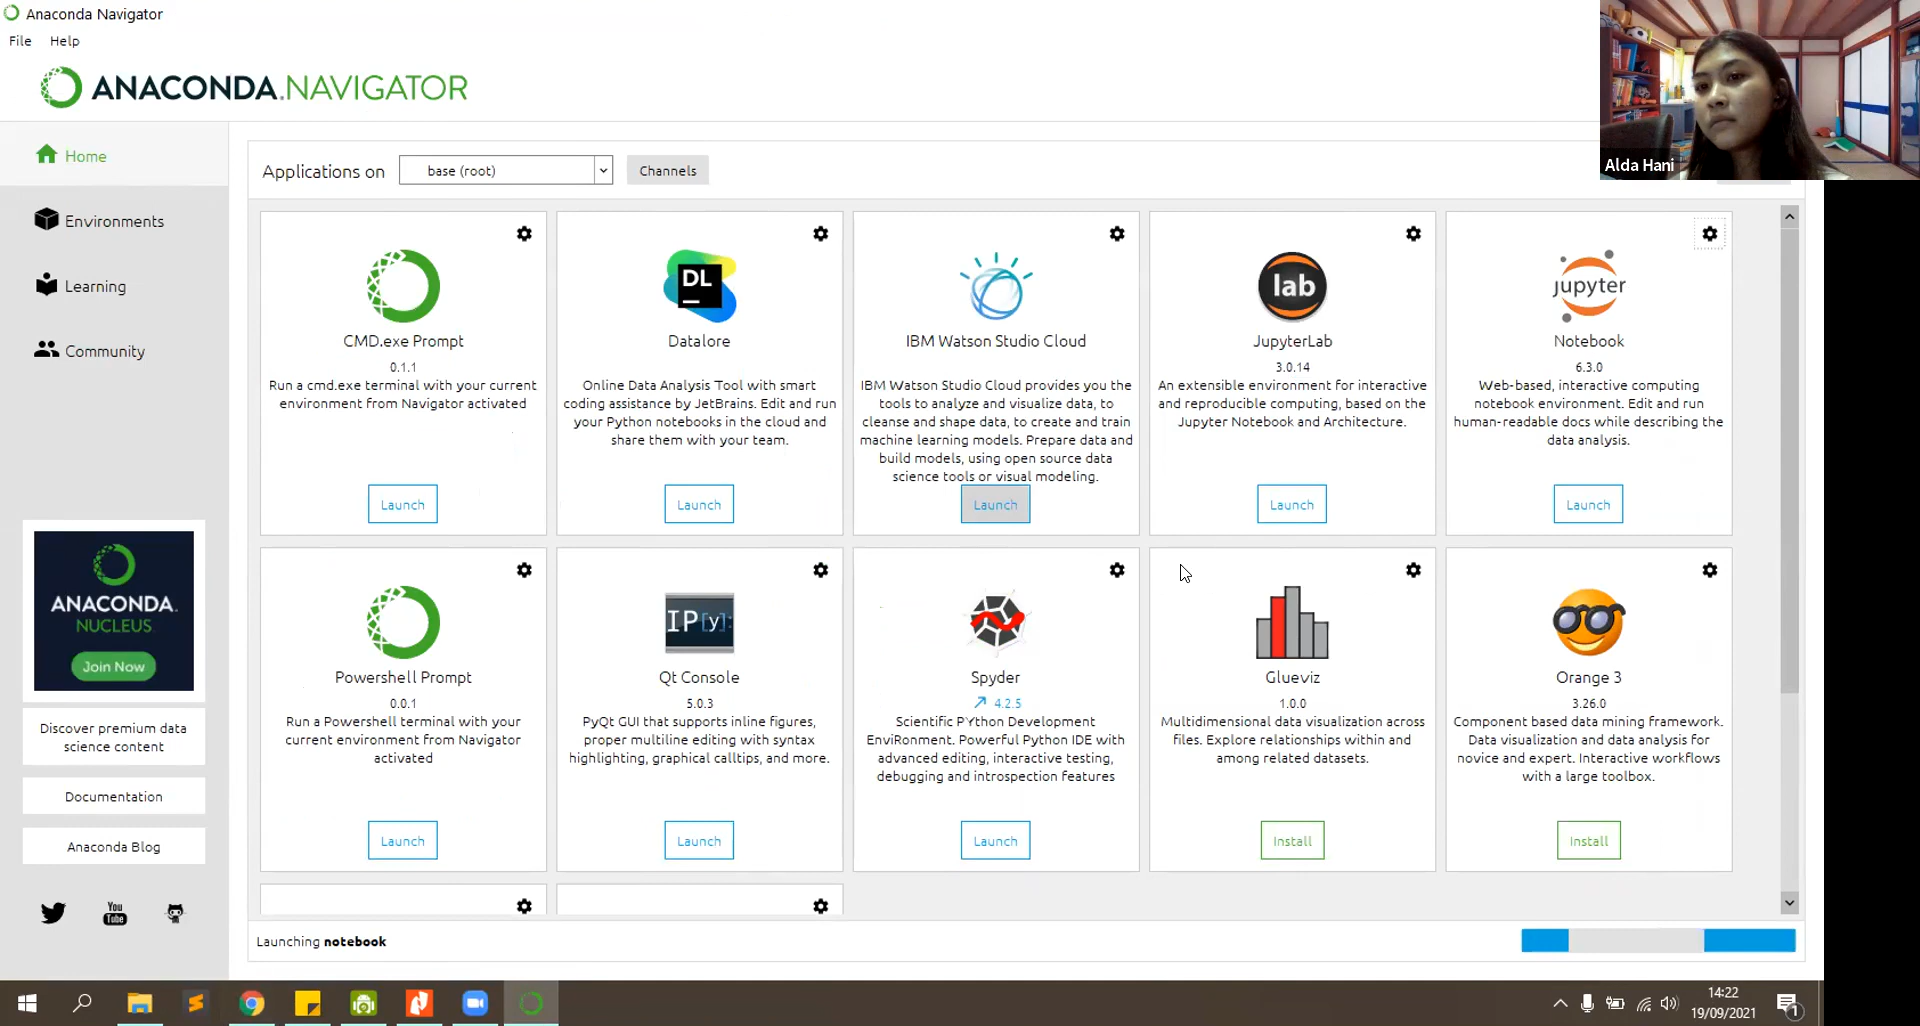 Anaconda Navigator
File Help
ANACONDA.NAVIGATOR
Alda Hani
Home
Environments
Learning
Community
ANACONDA.
NUCLEUS
Join Now
Discover premium data
science content
Documentation
Anaconda Blog
You
Tube
Applications on base (root) Channels
CMD.exe Prompt
0.1.1
Run a cmd.exe terminal with your current
environment from Navigator activated
Launch
DL
Datalore
Online Data Analysis Tool with smart
coding assistance by JetBrains. Edit and run
your Python notebooks in the cloud and
share them with your team.
Launch
IBM Watson Studio Cloud
IBM Watson Studio Cloud provides you the
tools to analyze and visualize data, to
cleanse and shape data, to create and train
machine learning models. Prepare data and
build models, using open source data
science tools or visual modeling.
Launch
lab
JupyterLab
3.0.14
An extensible environment for interactive
and reproducible computing, based on the
Jupyter Notebook and Architecture.
Launch
jupyter
Notebook
6.3.0
Web-based, interactive computing
notebook environment. Edit and run
human-readable docs while describing the
data analysis.
Launch
Powershell Prompt
0.0.1
Run a Powershell terminal with your
current environment from Navigator
activated
Launch
IP[y]:
Qt Console
5.0.3
PyQt GUI that supports inline figures,
proper multiline editing with syntax
highlighting, graphical calltips, and more.
Launch
Spyder
4.2.5
Scientific PYthon Development
EnviRonment. Powerful Python IDE with
advanced editing, interactive testing,
debugging and introspection features
Launch
Glueviz
1.0.0
Multidimensional data visualization across
files. Explore relationships within and
among related datasets.
Install
Orange 3
3.26.0
Component based data mining framework.
Data visualization and data analysis for
novice and expert. Interactive workflows
with a large toolbox.
Install
Launching notebook
14:22
19/09/2021
1